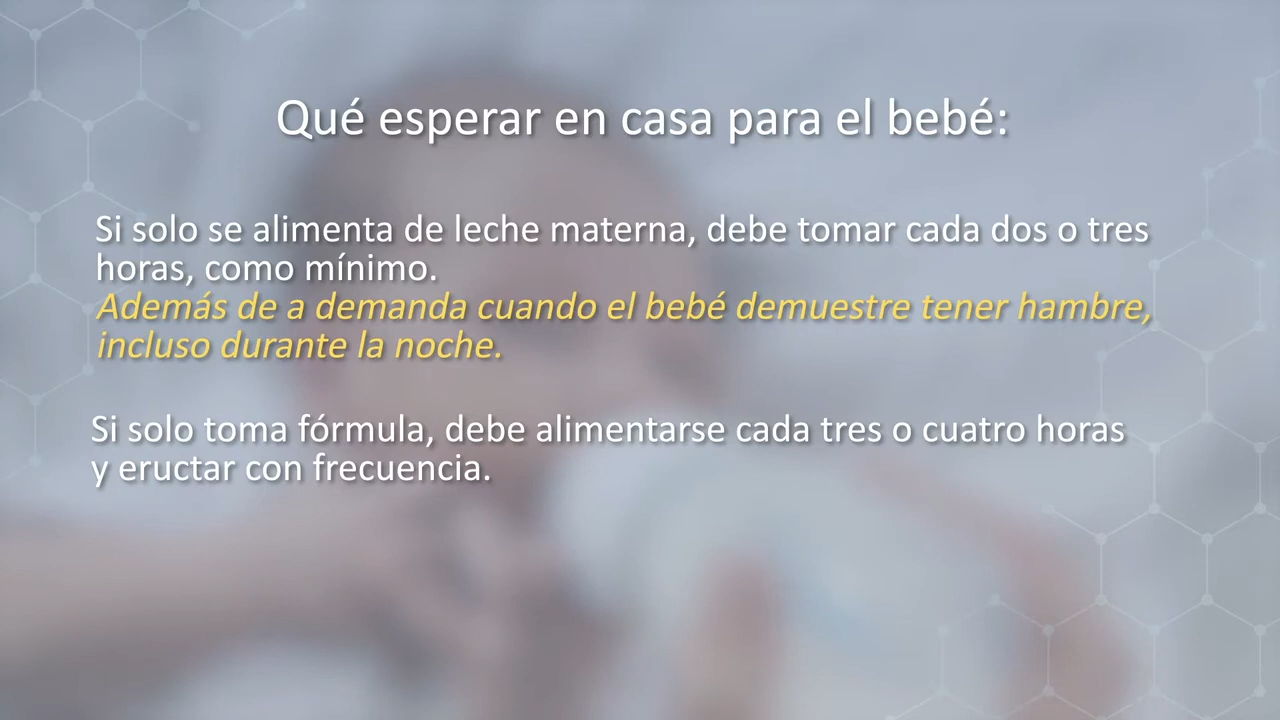 Qué esperar en casa para el bebé:
Si solo se alimenta de leche materna, debe tomar cada dos o tres
horas, como mínimo.
Además de a demanda cuando el bebé demuestre tener hambre,
incluso durante la noche.
Si solo toma fórmula, debe alimentarse cada tres o cuatro horas
y eructar con frecuencia.